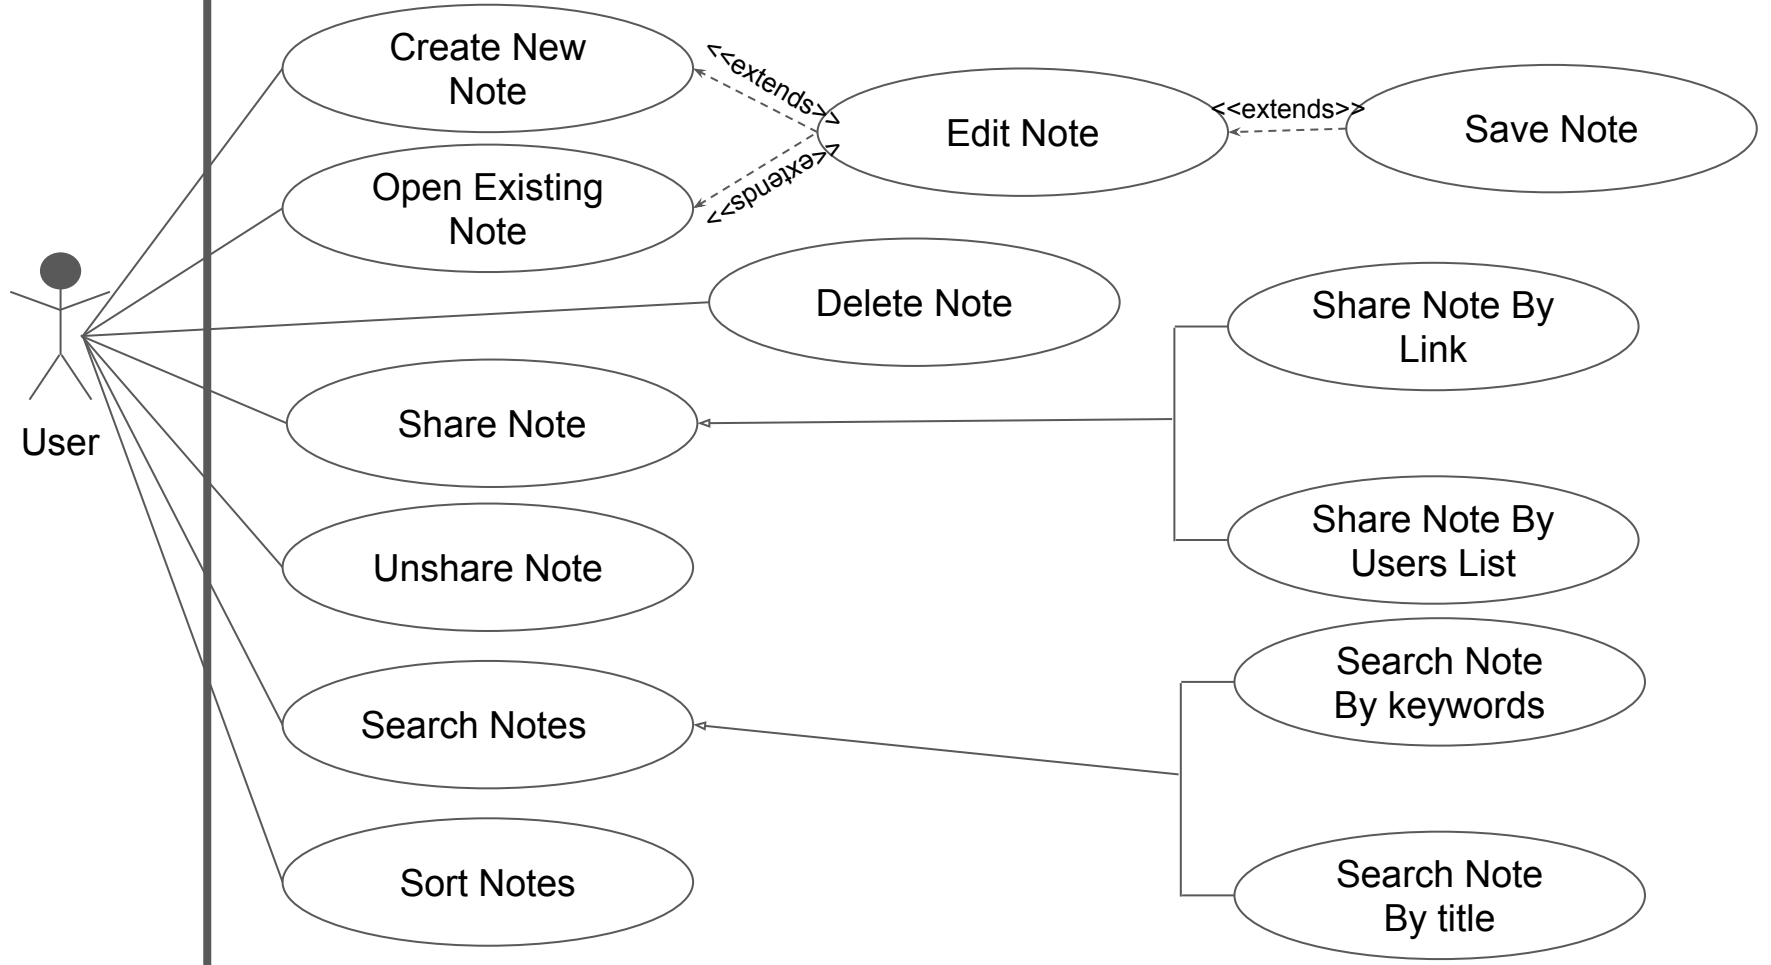 Create New
Note
<<extends>>
Edit Note
<<extends>>
Save Note
Open Existing
Note
<<extends>>
Delete Note
Share Note By
Link
User
Share Note
Share Note By
Users List
Unshare Note
Search Note
By keywords
Search Notes
Sort Notes
Search Note
By title